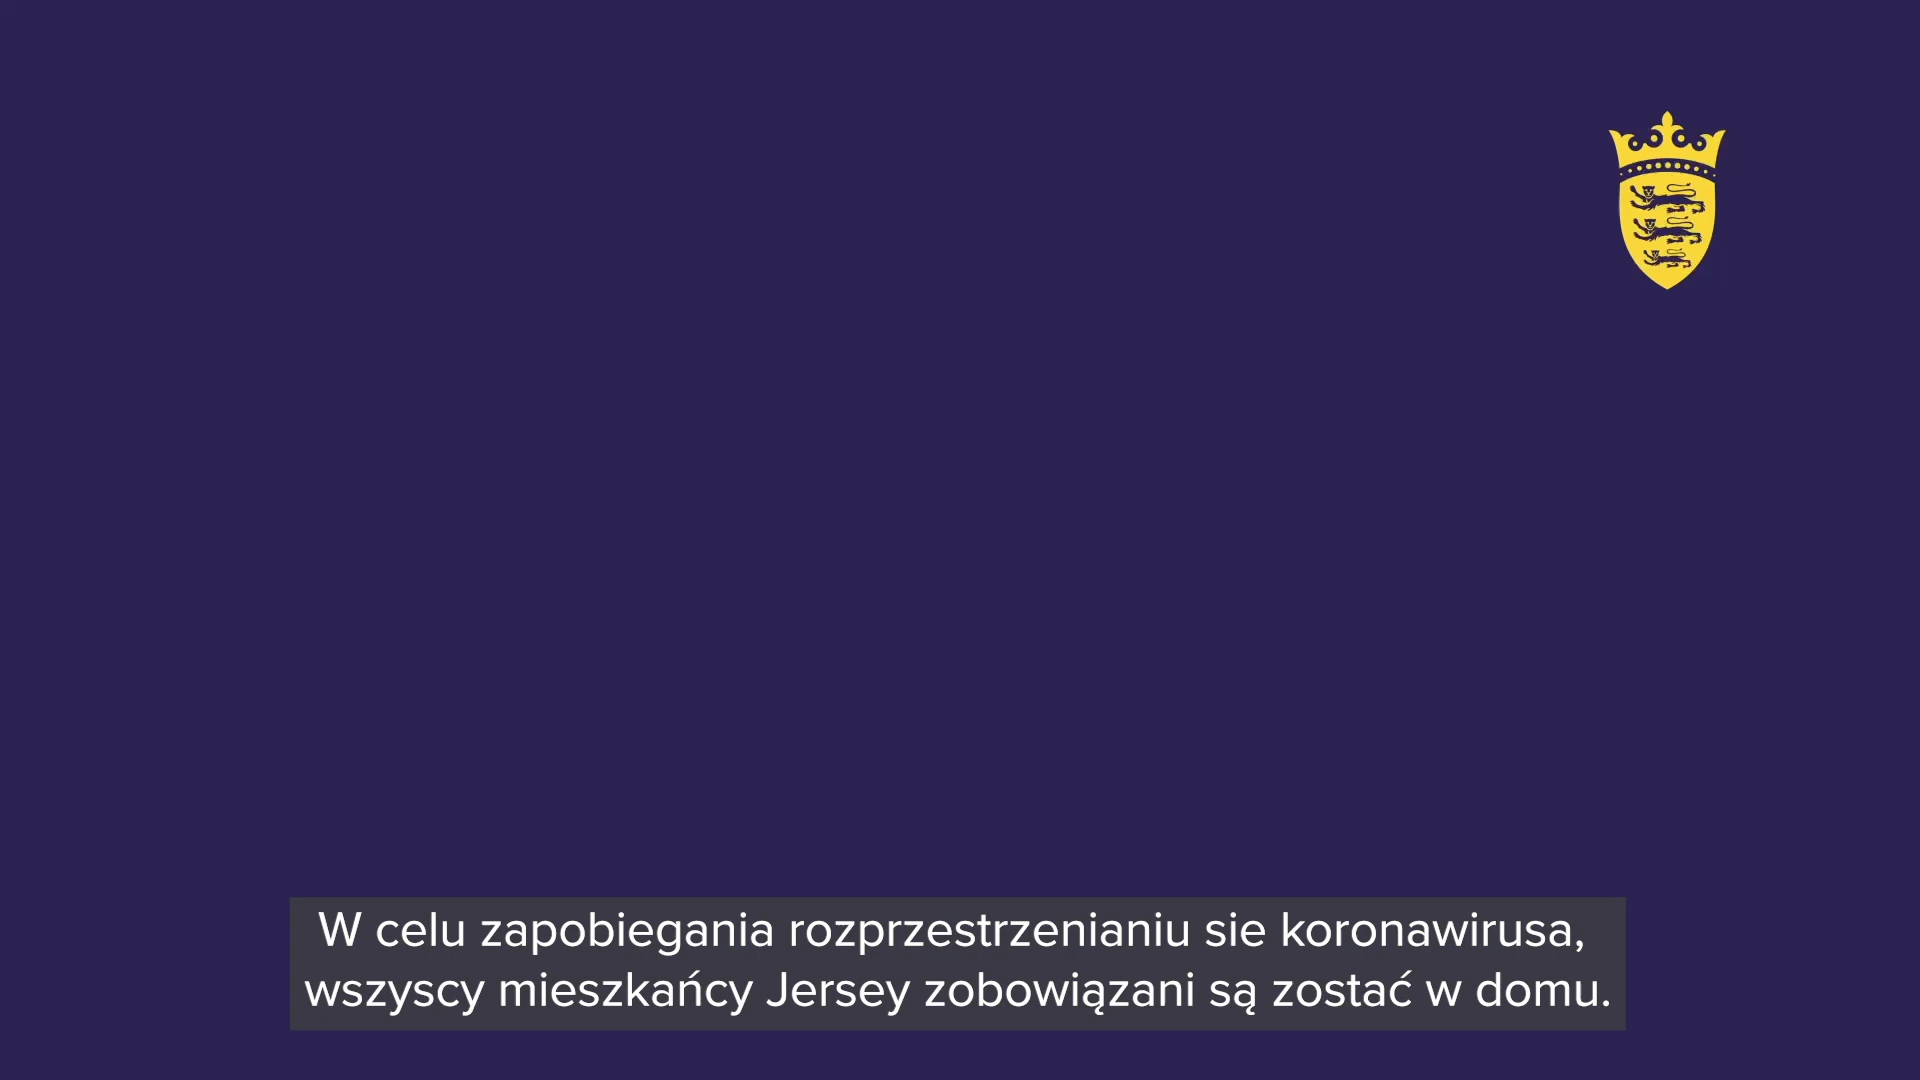 W celu zapobiegania rozprzestrzenianiu sie koronawirusa,
wszyscy mieszkańcy Jersey zobowiązani są zostać w domu.